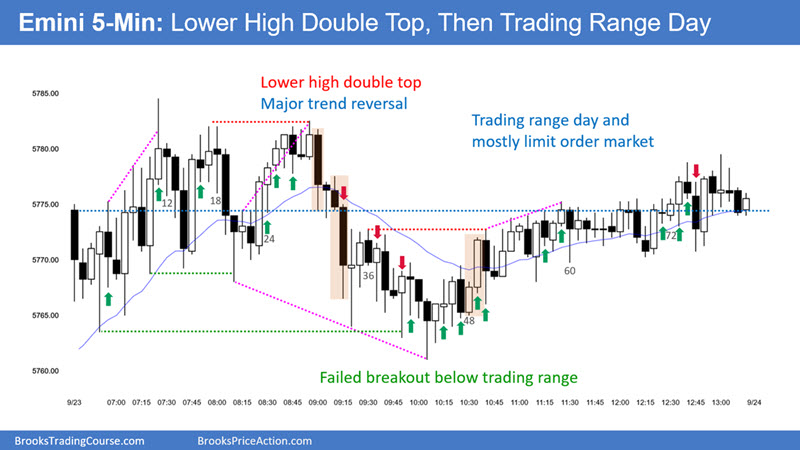 Emini 5-Min: Lower High Double Top, Then Trading Range Day
Lower high double top
Major trend reversal
Trading range day and
mostly limit order market
5785.00
5780.00
5775.00
5770.00
5765.00
5760.00
12
18
24
36
48
60
72
Failed breakout below trading range
9/23 07:00 07:15 07:30 07:45 08:00 08:15 08:30 08:45 09:00 09:15 09:30 09:45 10:00 10:15 10:30 10:45 11:00 11:15 11:30 11:45 12:00 12:15 12:30 12:45 13:00 9/24
BrooksTradingCourse.com BrooksPriceAction.com